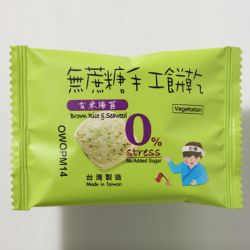 無蔗糖手工餅乾
Vegetarian
玄米海苔
Brown Rice & Seaweed
0%
stress
No Added Sugar
台灣製造
Made in Taiwan
OWOPM14